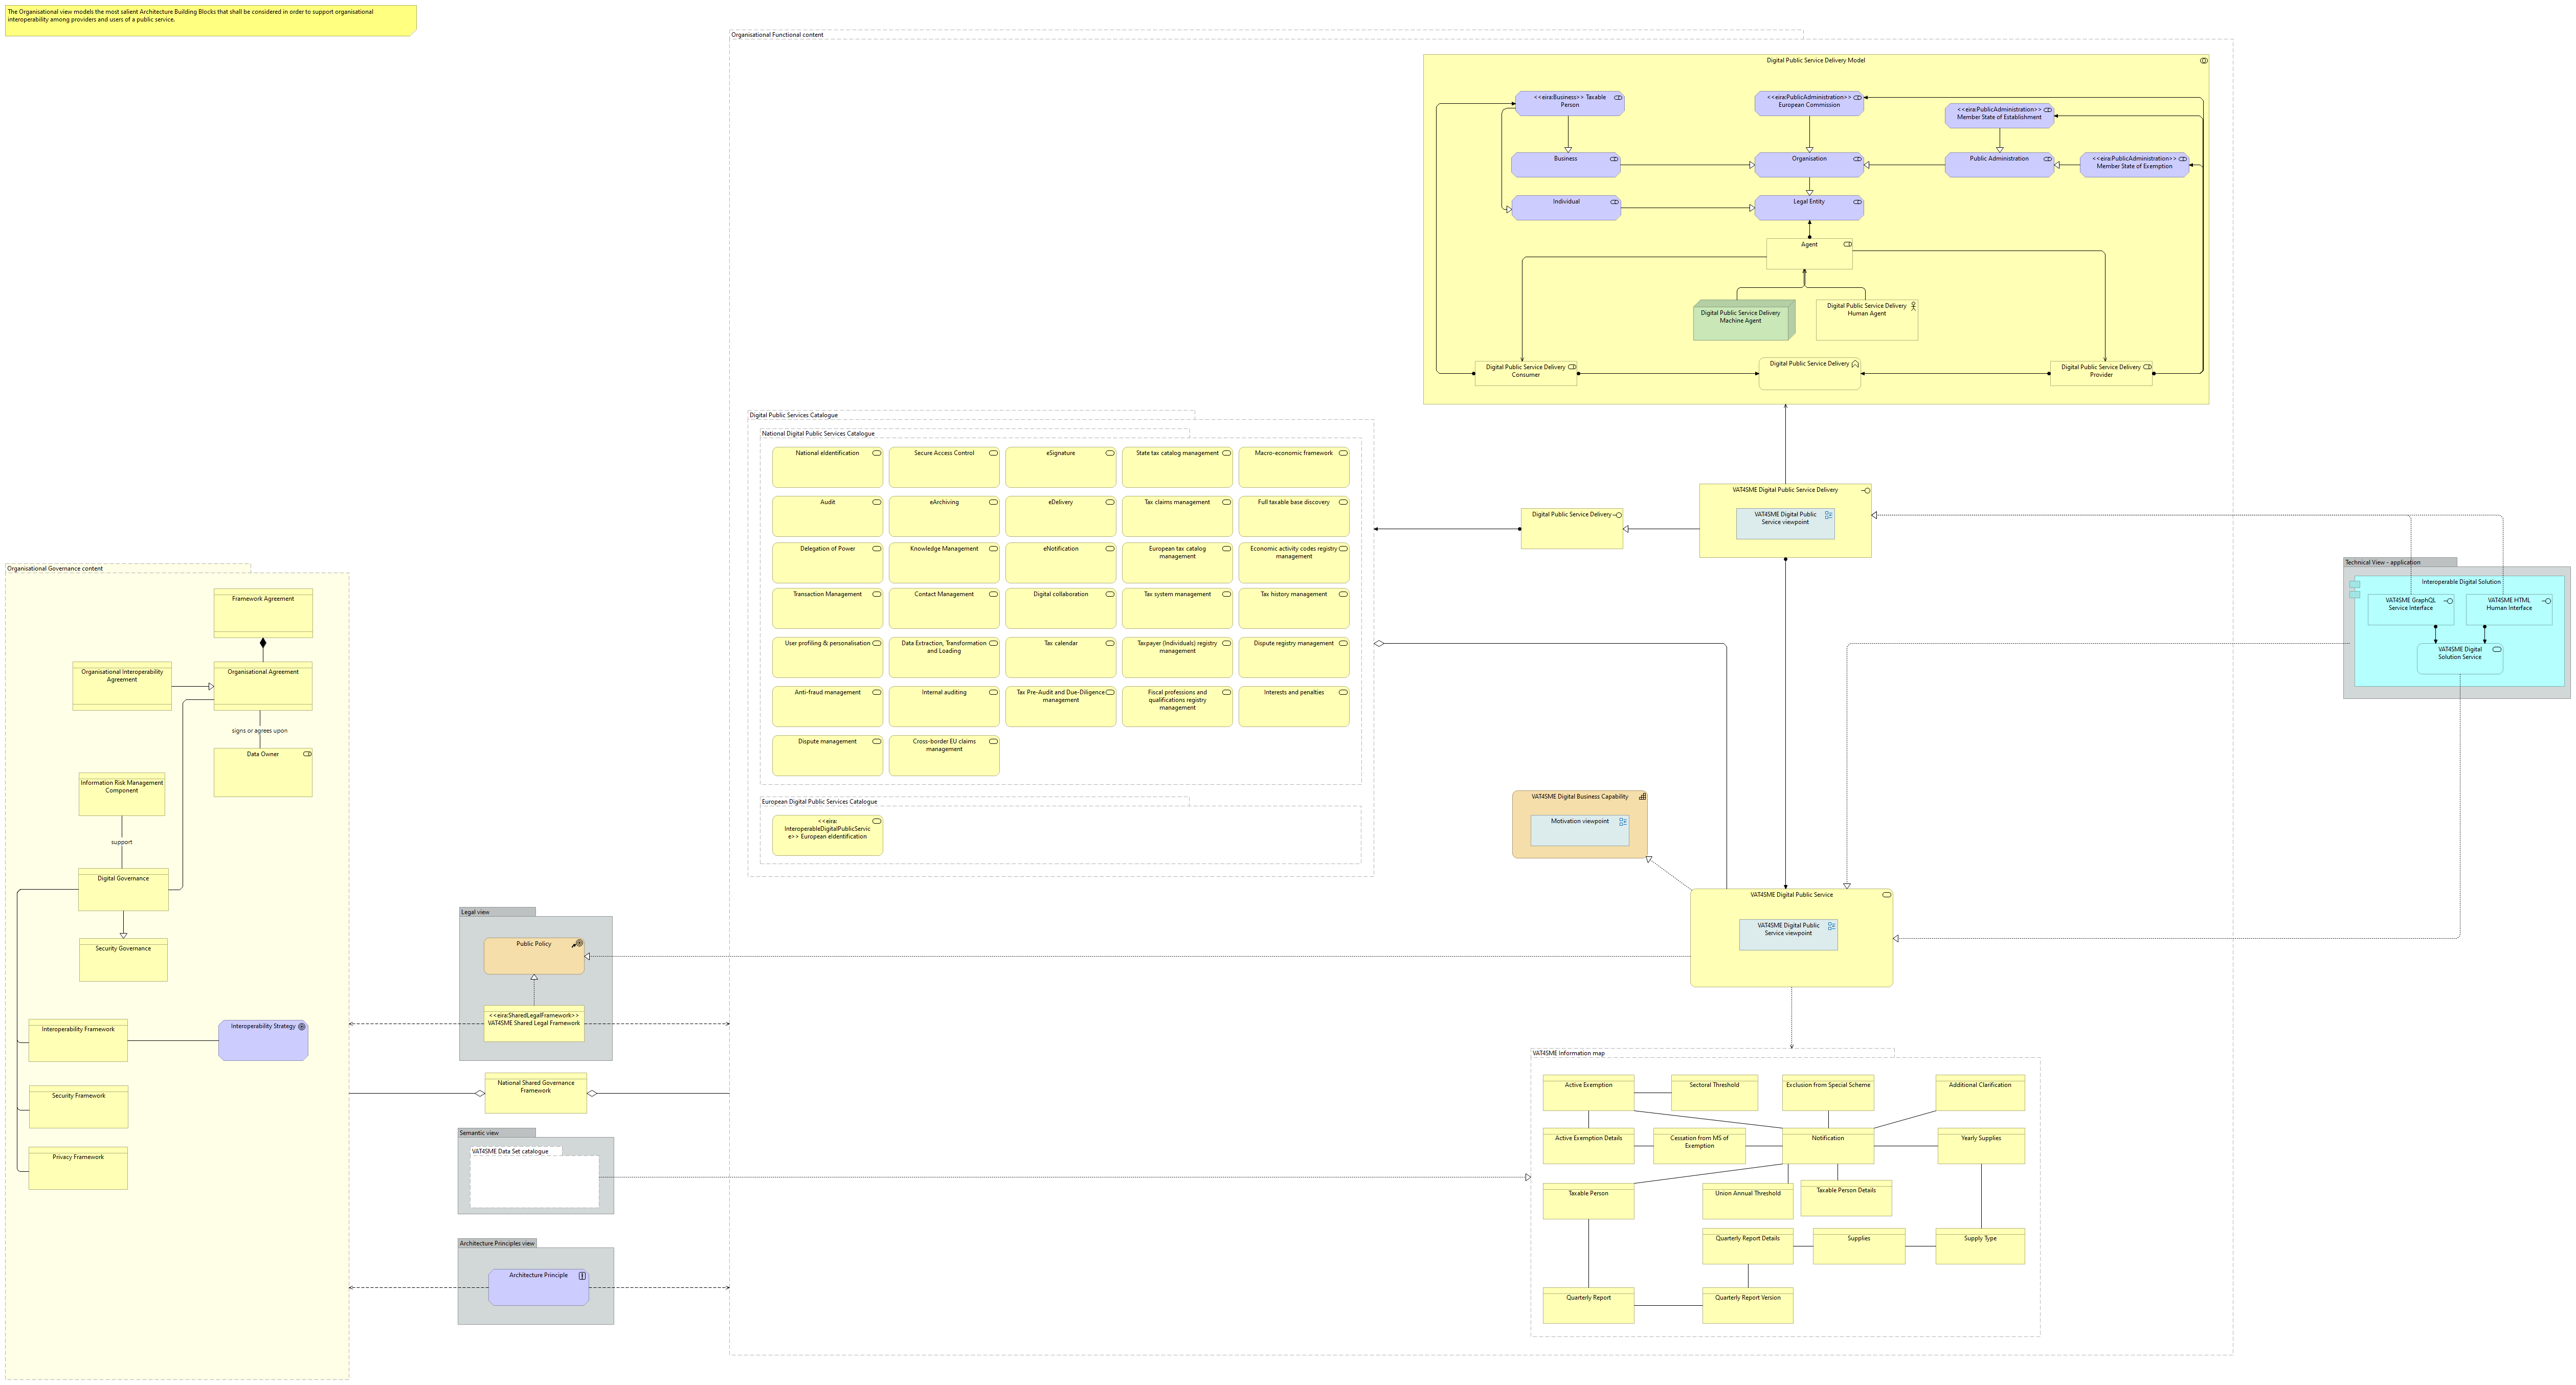 The Organisational view models the most salient Architecture Building Blocks that shall be considered in order to support organisational
interoperability among providers and users of a public service.
Organisational Functional content
Digital Public Service Delivery Model
<<eira:Business>> Taxable
Person
<<eira:PublicAdministration>>
European Commission
<<eira:PublicAdministration>>
Member State of Establishment
Business
Organisation
Public Administration
<<eira:PublicAdministration>>
Member State of Exemption
Individual
Legal Entity
Agent
Digital Public Service Delivery
Machine Agent
Digital Public Service Delivery
Human Agent
Digital Public Service Delivery
Consumer
Digital Public Service Delivery
Digital Public Service Delivery
Provider
Digital Public Services Catalogue
National Digital Public Services Catalogue
National eIdentification
Secure Access Control
eSignature
State tax catalog management
Macro-economic framework
Audit
eArchiving
eDelivery
Tax claims management
Full taxable base discovery
Delegation of Power
Knowledge Management
eNotification
European tax catalog
management
Economic activity codes registry
management
Transaction Management
Contact Management
Digital collaboration
Tax system management
Tax history management
User profiling & personalisation
Data Extraction, Transformation
and Loading
Tax calendar
Taxpayer (Individuals) registry
management
Dispute registry management
Anti-fraud management
Internal auditing
Tax Pre-Audit and Due-Diligence
management
Fiscal professions and
qualifications registry
management
Interests and penalties
Dispute management
Cross-border EU claims
management
European Digital Public Services Catalogue
<<eira:
InteroperableDigitalPublicServic
e>> European eIdentification
Digital Public Service Delivery
VAT4SME Digital Public Service Delivery
VAT4SME Digital Public
Service viewpoint
Technical View - application
Interoperable Digital Solution
VAT4SME GraphQL
Service Interface
VAT4SME HTML
Human Interface
VAT4SME Digital
Solution Service
VAT4SME Digital Business Capability
Motivation viewpoint
VAT4SME Digital Public Service
VAT4SME Digital Public
Service viewpoint
Organisational Governance content
Framework Agreement
Organisational Interoperability
Agreement
Organisational Agreement
signs or agrees upon
Data Owner
Information Risk Management
Component
support
Digital Governance
Security Governance
Interoperability Framework
Interoperability Strategy
Security Framework
Privacy Framework
Legal view
Public Policy
<<eira:SharedLegalFramework>>
VAT4SME Shared Legal Framework
National Shared Governance
Framework
Semantic view
VAT4SME Data Set catalogue
Architecture Principles view
Architecture Principle
VAT4SME Information map
Active Exemption
Sectoral Threshold
Exclusion from Special Scheme
Additional Clarification
Active Exemption Details
Cessation from MS of
Exemption
Notification
Yearly Supplies
Taxable Person
Union Annual Threshold
Taxable Person Details
Quarterly Report Details
Supplies
Supply Type
Quarterly Report
Quarterly Report Version